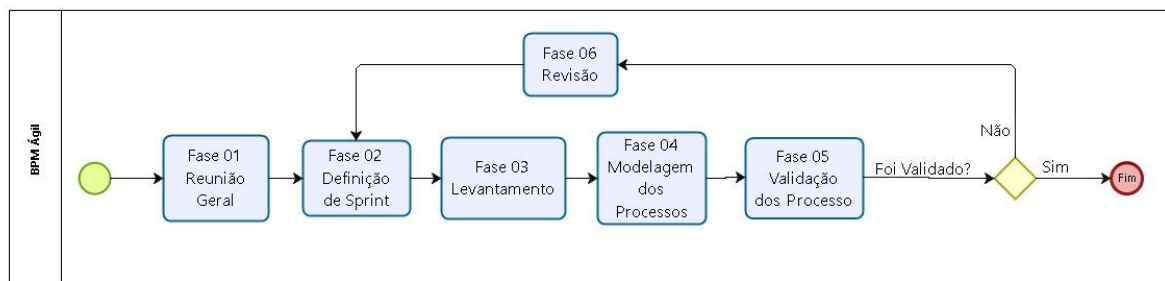 BPM Ágil
Fase 06
Revisão
Fase 01
Reunião
Geral
Fase 02
Definição
de Sprint
Fase 03
Levantamento
Fase 04
Modelagem
dos
Processos
Fase 05
Validação
dos Processo
Foi Validado?
Não
Sim
Fim